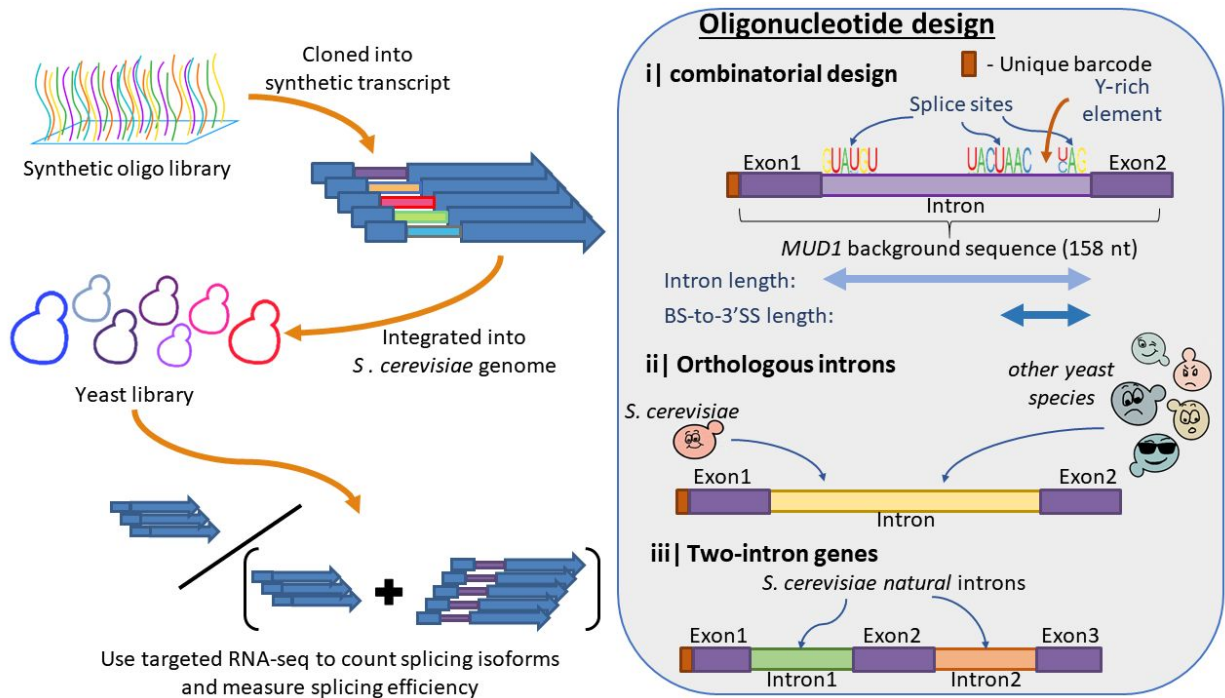 Cloned into
synthetic transcript
Synthetic oligo library
Integrated into
S. cerevisiae genome
Yeast library
Use targeted RNA-seq to count splicing isoforms
and measure splicing efficiency
Oligonucleotide design
i| combinatorial design
- Unique barcode
Y-rich
element
Splice sites
GUAUGU
UACUAAC
UAG
C
Exon1
Exon2
Intron
MUD1 background sequence (158 nt)
Intron length:
BS-to-3'SS length:
ii| Orthologous introns
S. cerevisiae
other yeast
species
Exon1
Exon2
Intron
iii| Two-intron genes
S. cerevisiae natural introns
Exon1
Exon2
Exon3
Intron1
Intron2